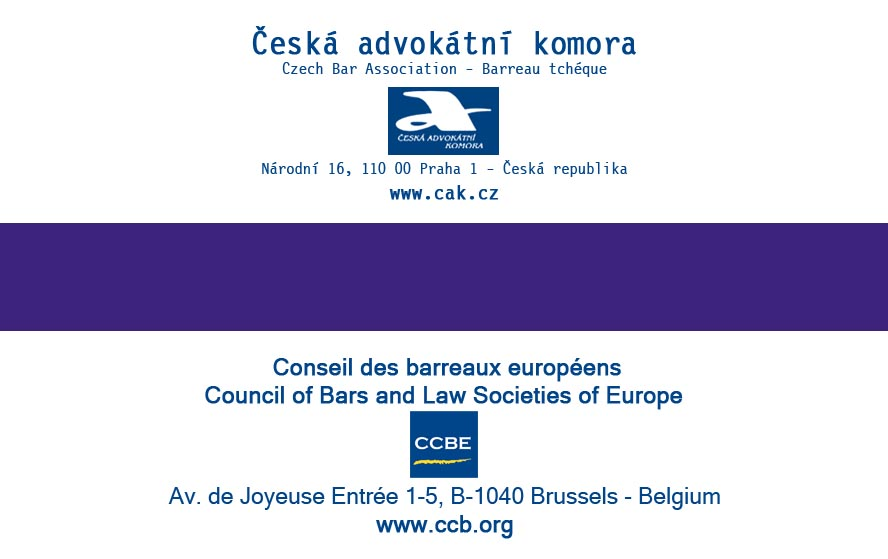 Česká advokátní komora
Czech Bar Association - Barreau tchéque
ČESKÁ ADVOKÁTNÍ
KOMORA
Národní 16, 110 00 Praha 1 - Česká republika
www.cak.cz
Conseil des barreaux européens
Council of Bars and Law Societies of Europe
CCBE
Av. de Joyeuse Entrée 1-5, B-1040 Brussels - Belgium
www.ccb.org